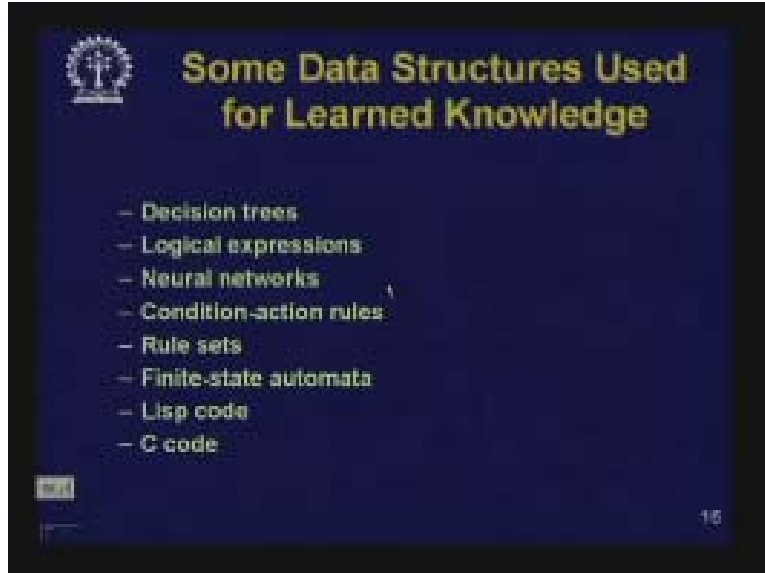 Some Data Structures Used
for Learned Knowledge
– Decision trees
– Logical expressions
– Neural networks
– Condition-action rules
– Rule sets
– Finite-state automata
– Lisp code
– C code